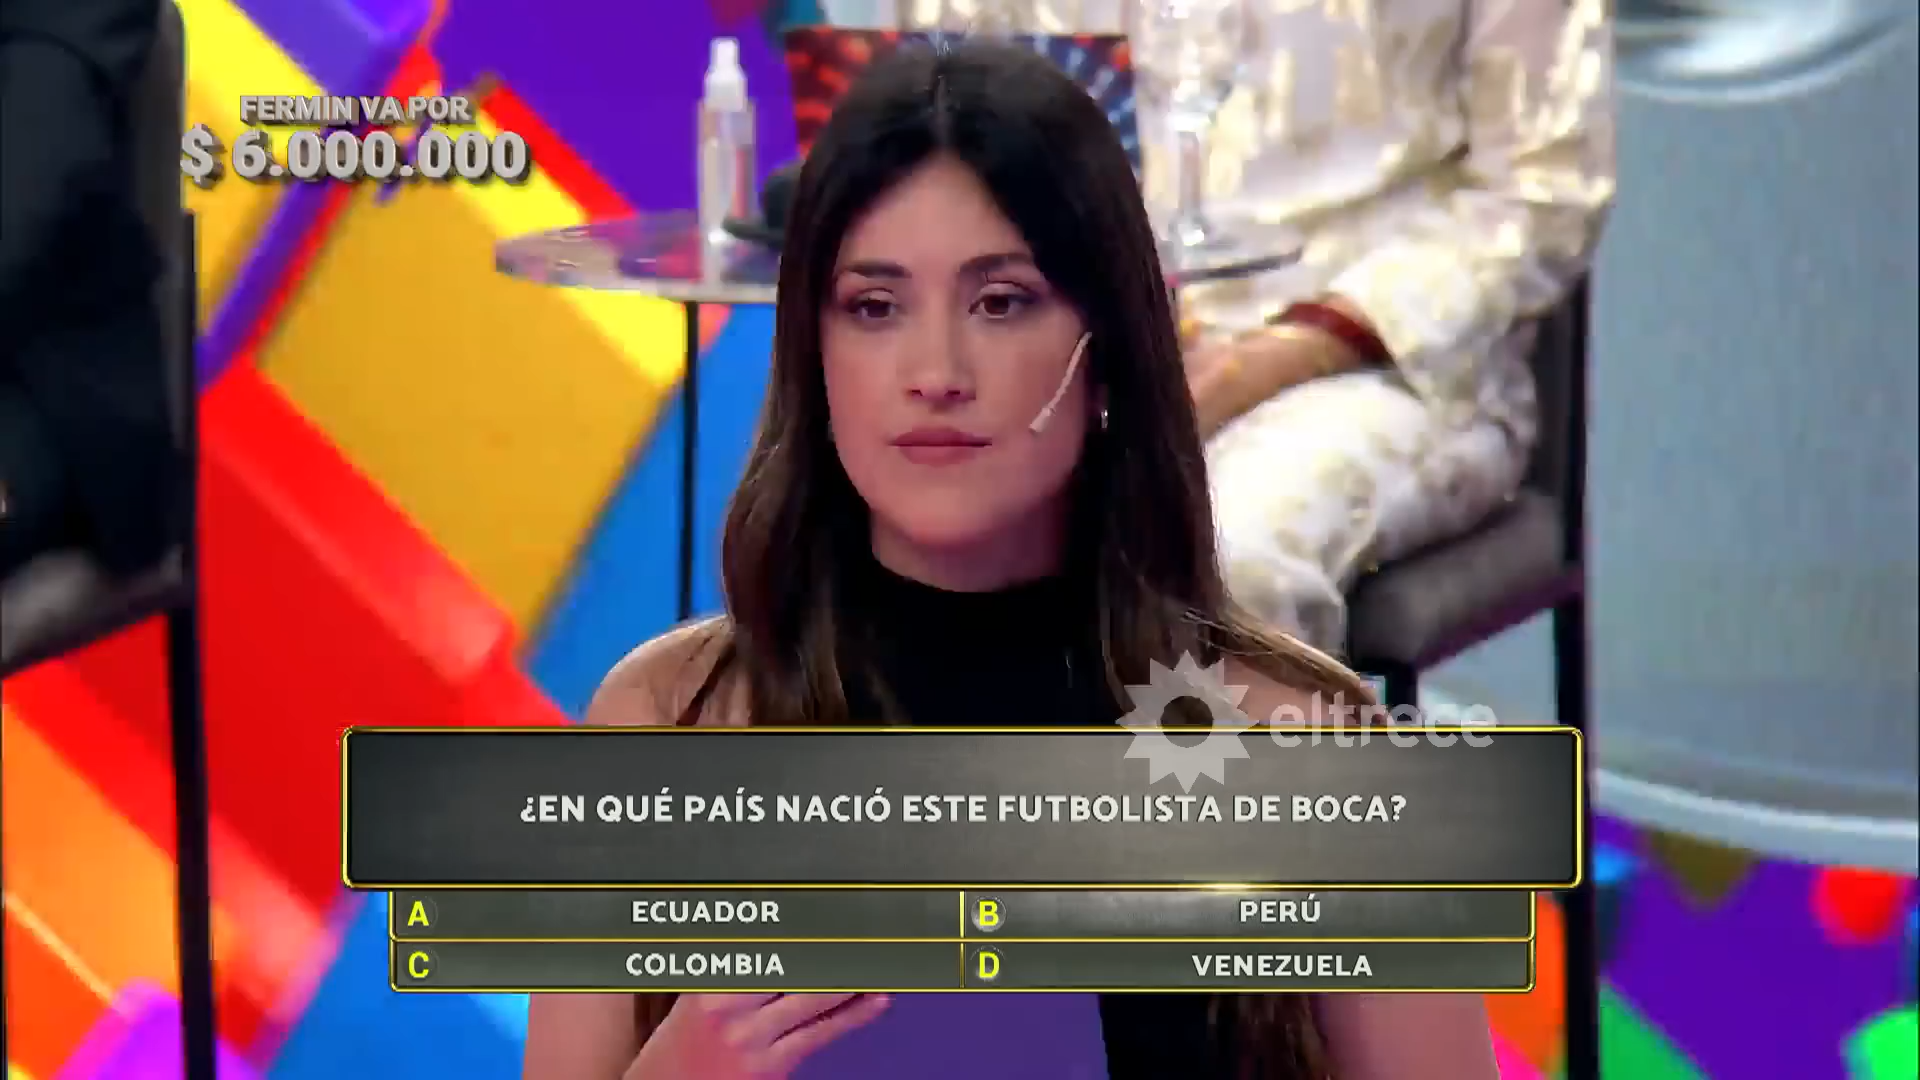 FERMIN VA POR
$ 6.000.000
eltrece
¿EN QUÉ PAÍS NACIÓ ESTE FUTBOLISTA DE BOCA?
A ECUADOR
B PERÚ
C COLOMBIA
D VENEZUELA